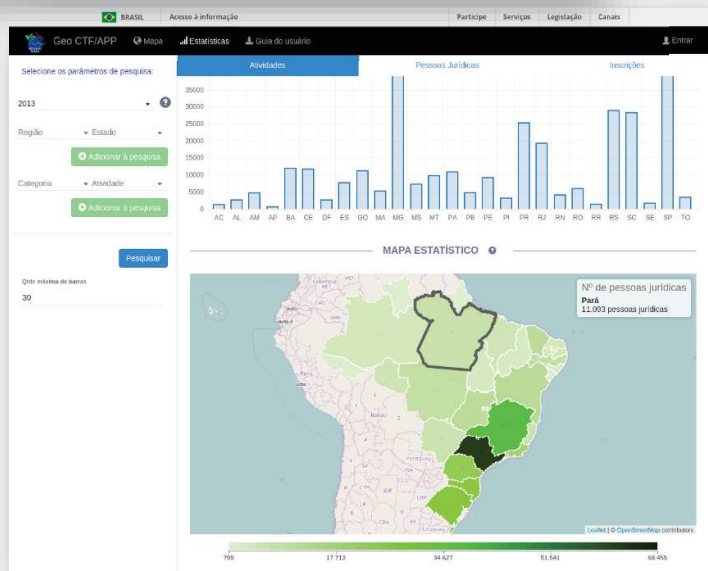 BRASIL Acesso à informação Participe Serviços Legislação Canais
Geo CTF/APP Mapa Estatísticas Guia do usuário Entrar
Selecione os parâmetros de pesquisa:
2013
Região Estado
Adicionar à pesquisa
Categoria Atividade
Adicionar à pesquisa
Pesquisar
Qtde máxima de barras
30
Atividades Pessoas Jurídicas Inscrições
35000
30000
25000
20000
15000
10000
5000
0
AC AL AM AP BA CE DF ES GO MA MG MS MT PA PB PE PI PR RJ RN RO RR RS SC SE SP TO
MAPA ESTATÍSTICO
Nº de pessoas jurídicas
Pará
11.093 pessoas jurídicas
Colombia
Peru
Lima
Paraguay
Uruguay
Leaflet | © OpenStreetMap contributors
799 17.713 34.627 51.541 68.455